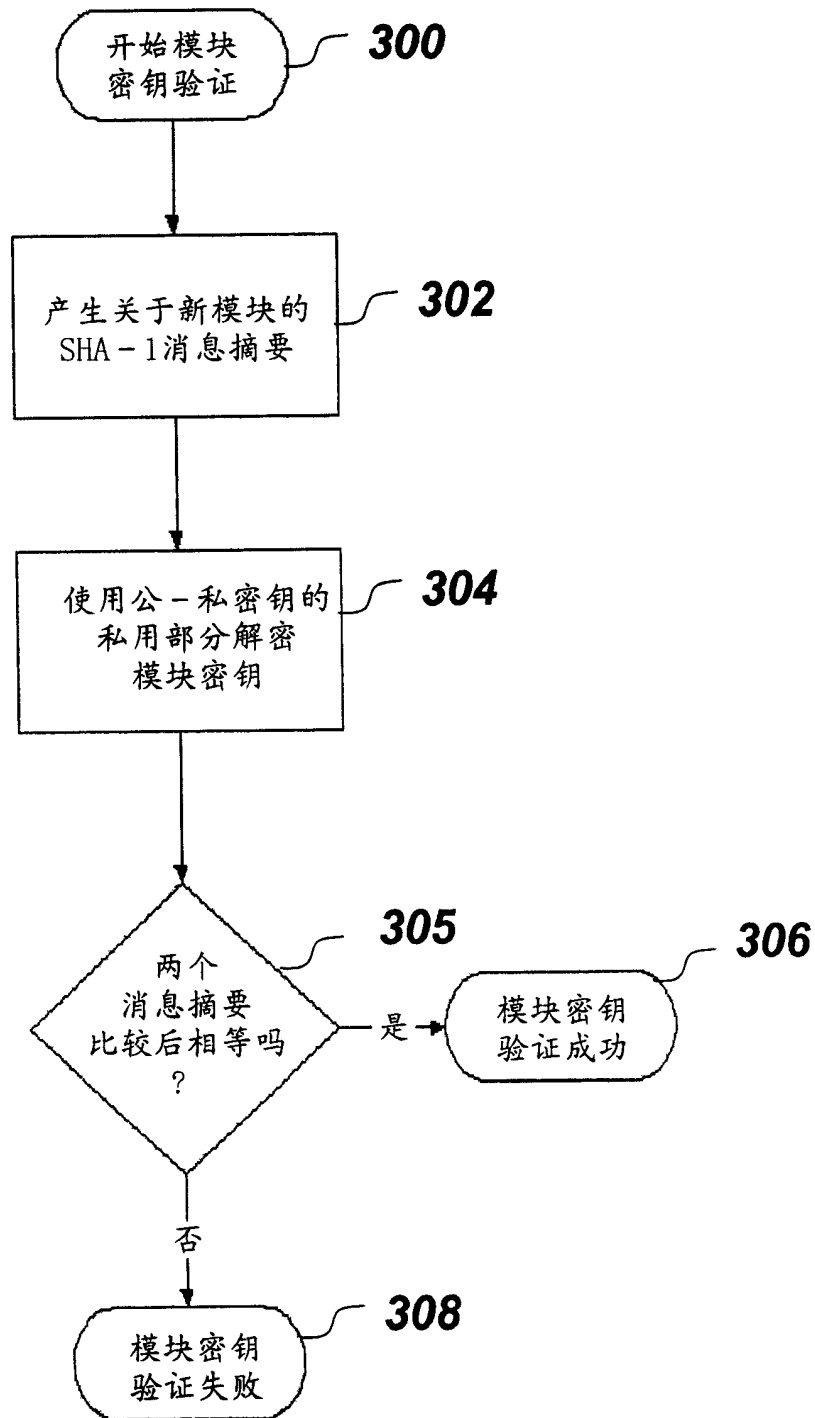 开始模块
密钥验证
300
产生关于新模块的
SHA-1消息摘要
302
使用公-私密钥的
私用部分解密
模块密钥
304
两个
消息摘要
比较后相等吗
?
305
是
模块密钥
验证成功
306
否
模块密钥
验证失败
308